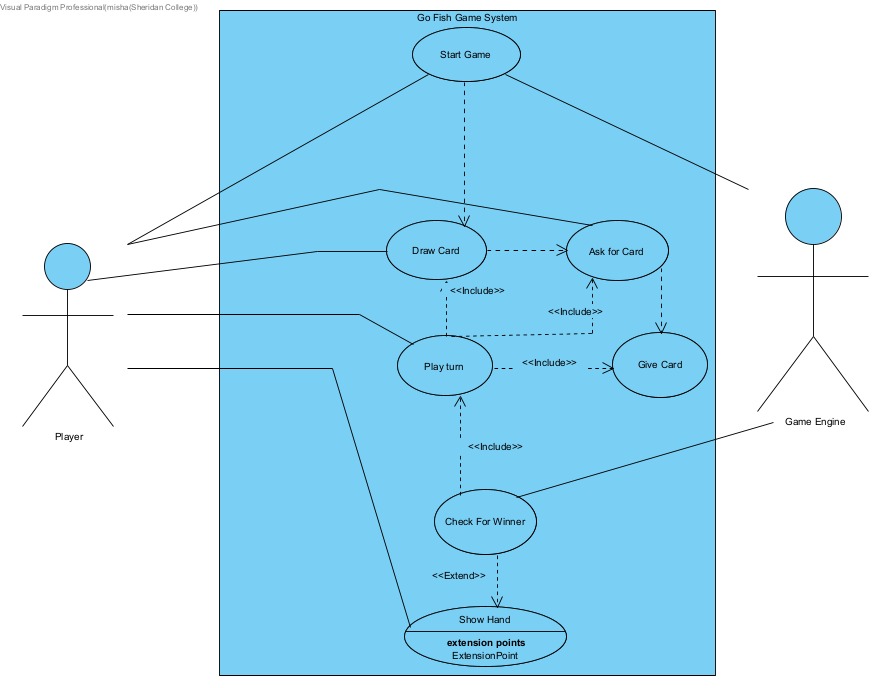 Visual Paradigm Professional(misha(Sheridan College))
Go Fish Game System
Start Game
Draw Card
Ask for Card
<<Include>>
<<Include>>
Play turn
<<Include>>
Give Card
Player
Game Engine
<<Include>>
Check For Winner
<<Extend>>
Show Hand
extension points
ExtensionPoint